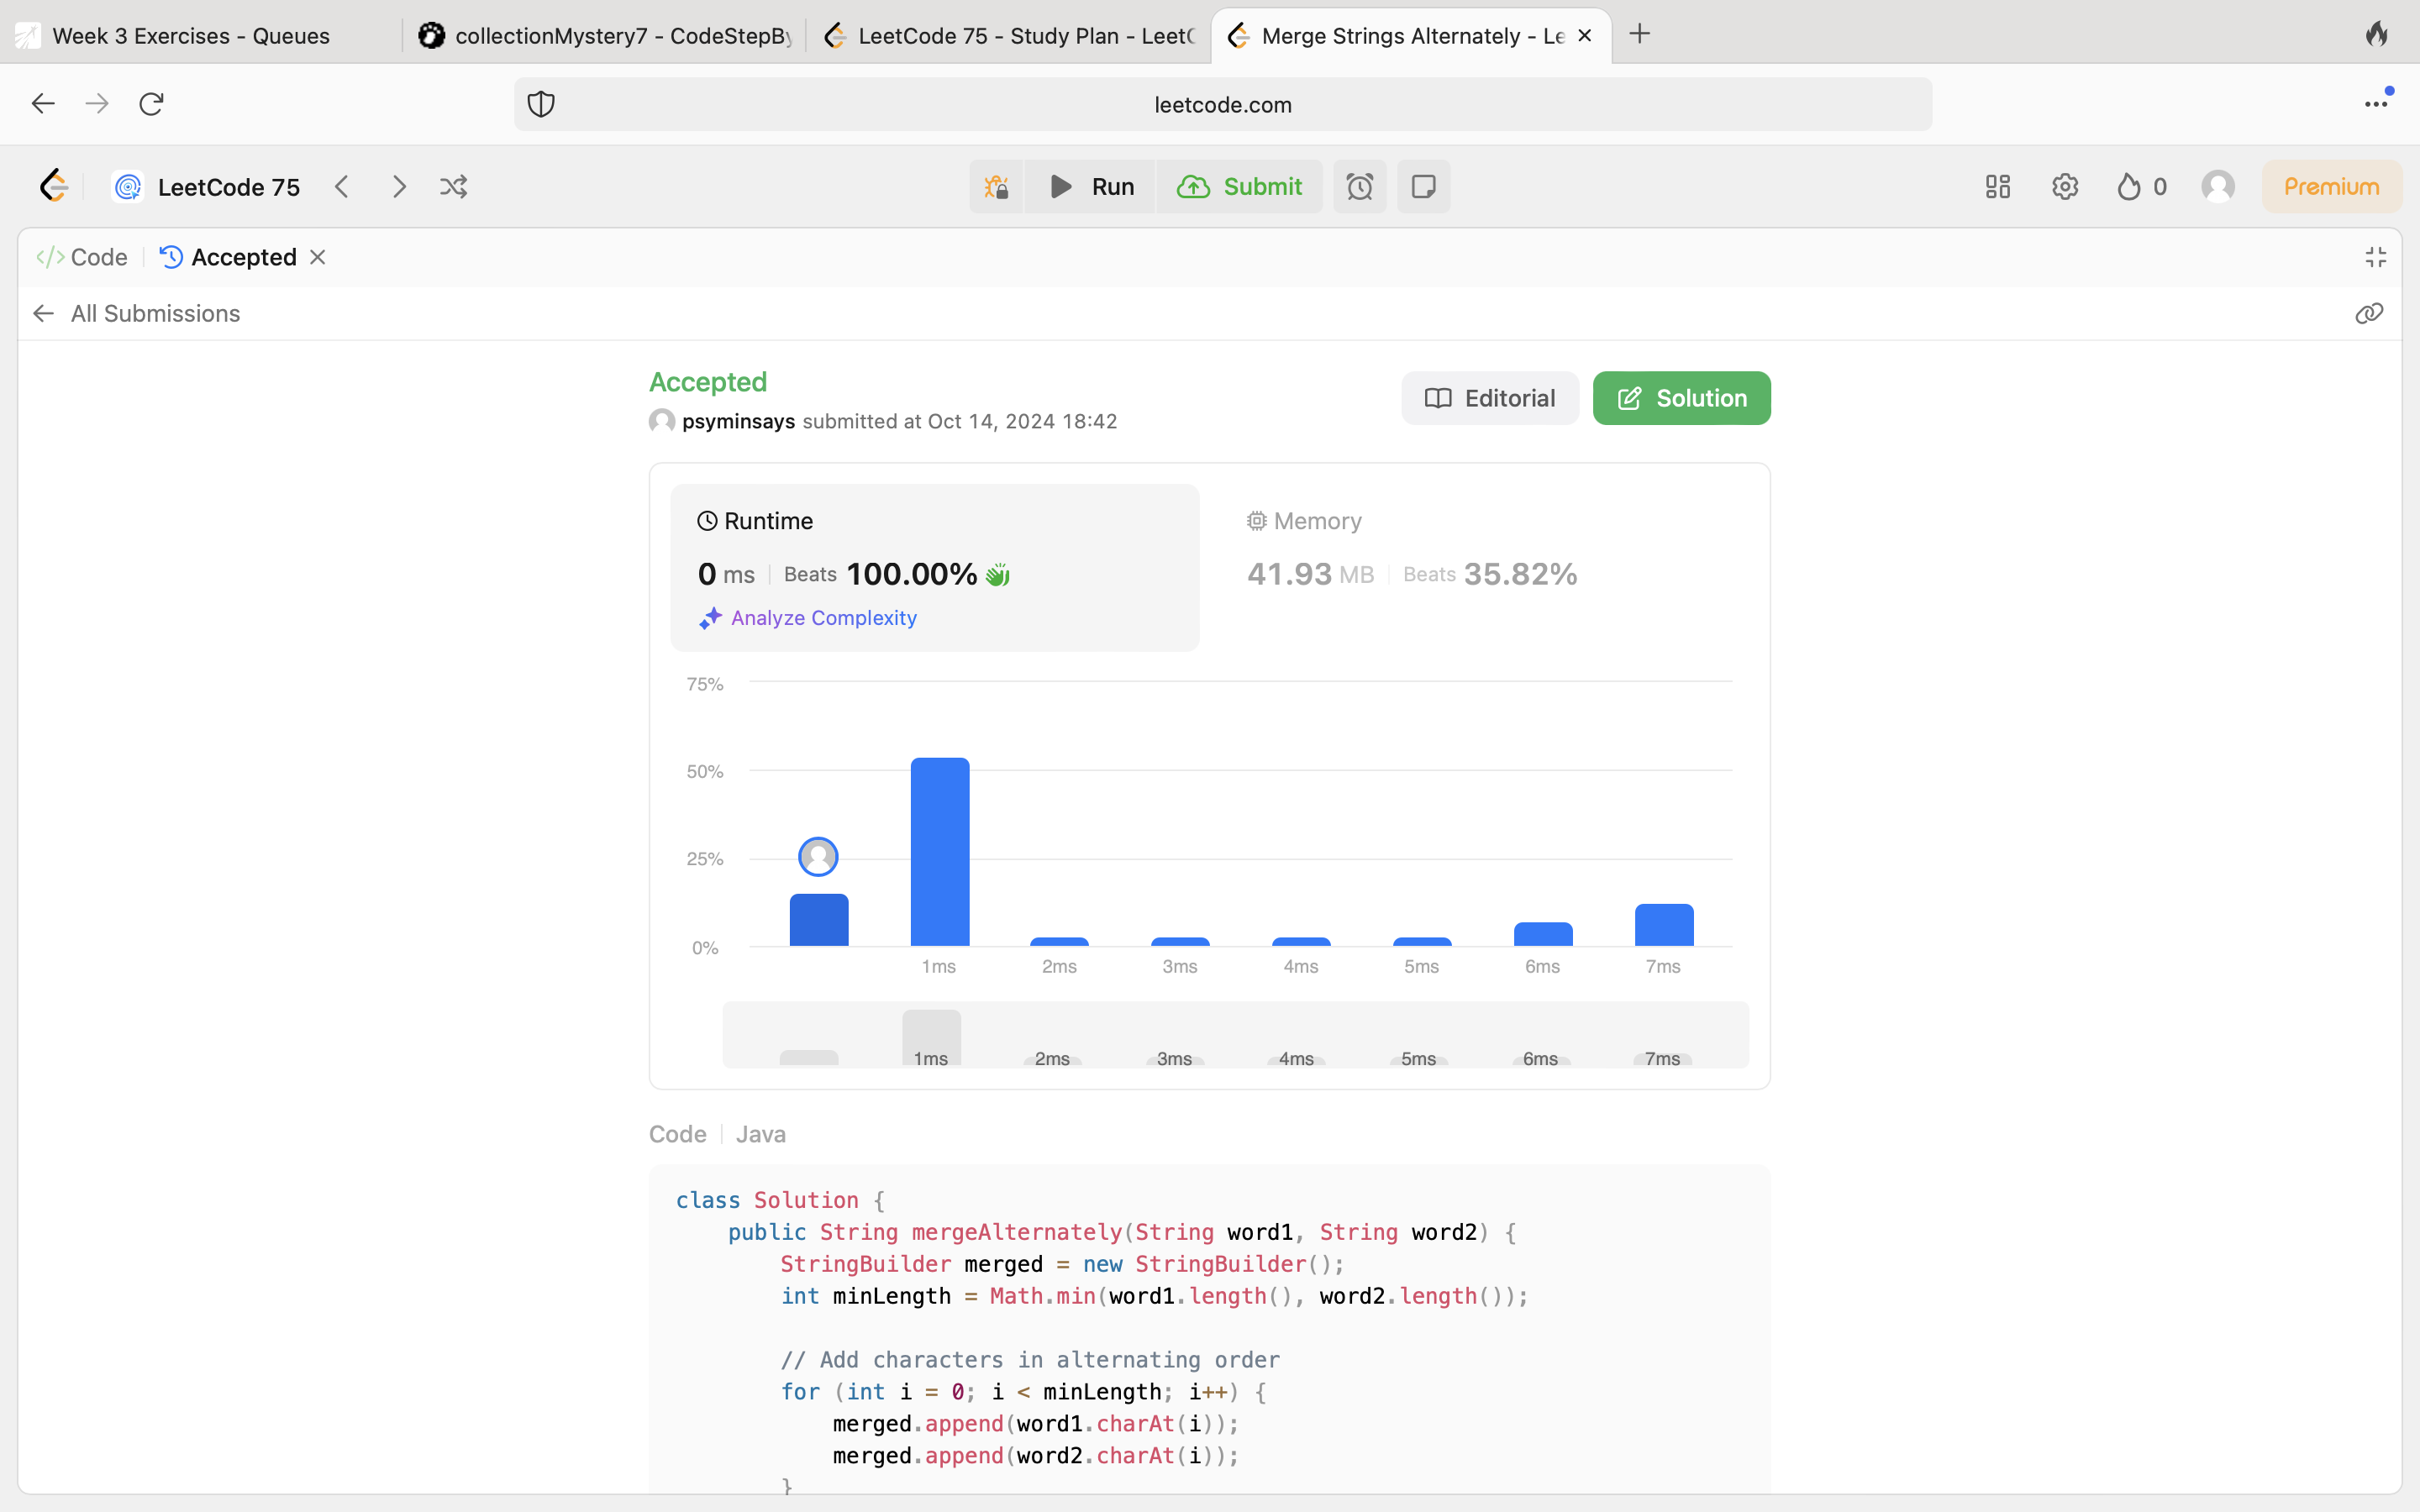 Week 3 Exercises - Queues
collectionMystery7 - CodeStepBy
LeetCode 75 - Study Plan - LeetC
Merge Strings Alternately - Le
leetcode.com
LeetCode 75
Run
Submit
0
Premium
Code
Accepted
All Submissions
Accepted
psyminsays submitted at Oct 14, 2024 18:42
Editorial
Solution
Runtime
0 ms | Beats 100.00%
Analyze Complexity
Memory
41.93 MB | Beats 35.82%
75%
50%
25%
0%
1ms 2ms 3ms 4ms 5ms 6ms 7ms
1ms 2ms 3ms 4ms 5ms 6ms 7ms
Code | Java
class Solution {
    public String mergeAlternately(String word1, String word2) {
        StringBuilder merged = new StringBuilder();
        int minLength = Math.min(word1.length(), word2.length());
        // Add characters in alternating order
        for (int i = 0; i < minLength; i++) {
            merged.append(word1.charAt(i));
            merged.append(word2.charAt(i));
        }